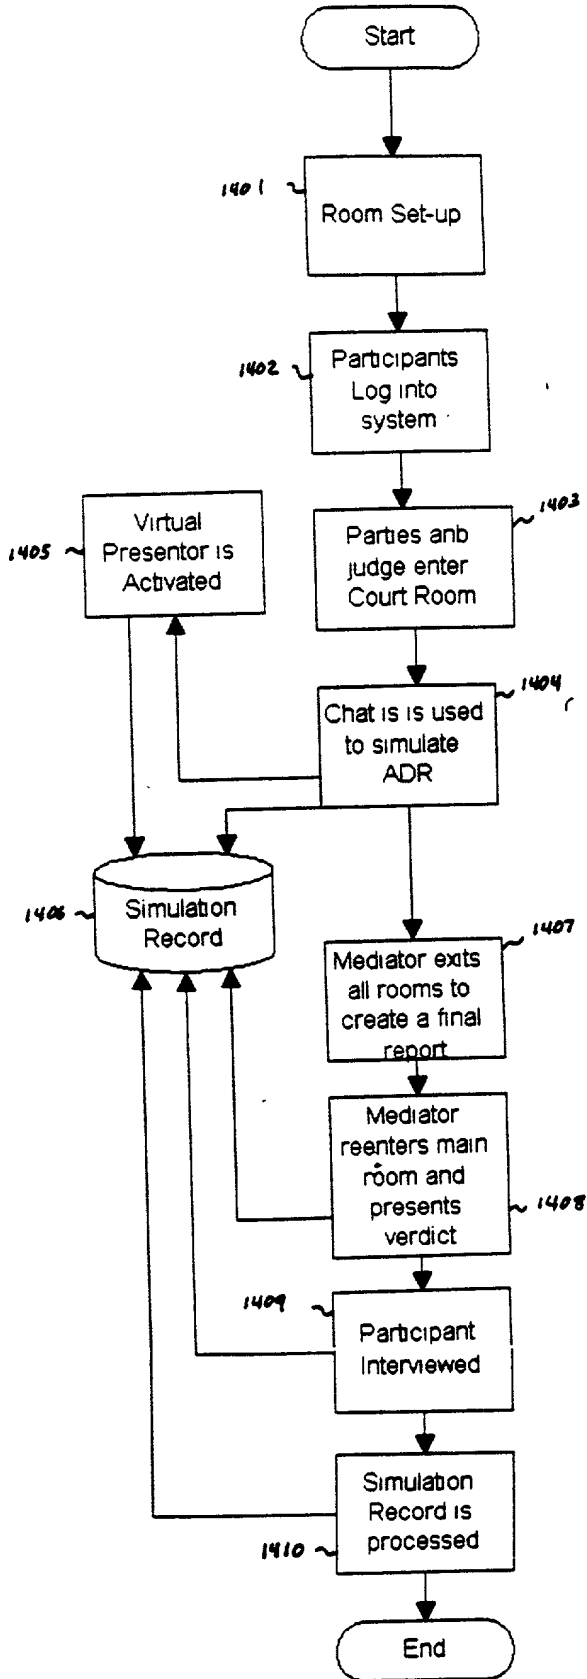 Start
1401
Room Set-up
1402
Participants
Log into
system
1403
Parties anb
judge enter
Court Room
1405
Virtual
Presentor is
Activated
1404
Chat is is used
to simulate
ADR
1406
Simulation
Record
1407
Mediator exits
all rooms to
create a final
report
Mediator
reenters main
room and
presents
verdict
1408
1409
Participant
Interviewed
Simulation
Record is
processed
1410
End